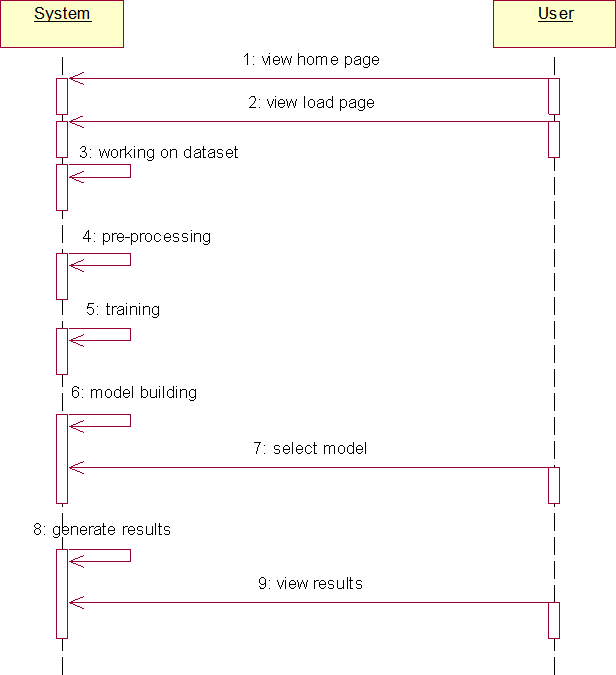 System
User
1: view home page
2: view load page
3: working on dataset
4: pre-processing
5: training
6: model building
7: select model
8: generate results
9: view results